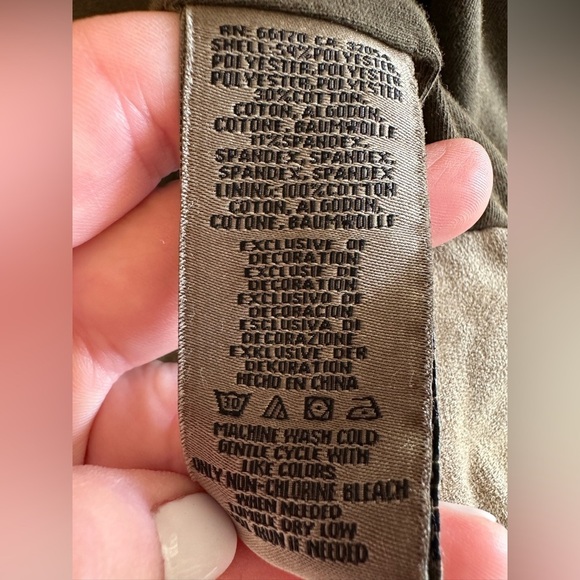 RN: 66170 CA: 32054
SHELL: 59%POLYESTER,
POLYESTER, POLYESTER,
POLYESTER, POLYESTER
30%COTTON,
COTON, ALGODON,
COTONE, BAUMWOLLE
11%SPANDEX,
SPANDEX, SPANDEX,
SPANDEX, SPANDEX
LINING:100%COTTON
COTON, ALGODON,
COTONE, BAUMWOLLE
EXCLUSIVE OF
DECORATION
EXCLUSIF DE
DECORATION
EXCLUSIVO DE
DECORACION
ESCLUSIVA DI
DECORAZIONE
EXKLUSIVE DER
DEKORATION
HECHO EN CHINA
30
MACHINE WASH COLD
GENTLE CYCLE WITH
LIKE COLORS
ONLY NON-CHLORINE BLEACH
WHEN NEEDED
TUMBLE DRY LOW
IRON IF NEEDED